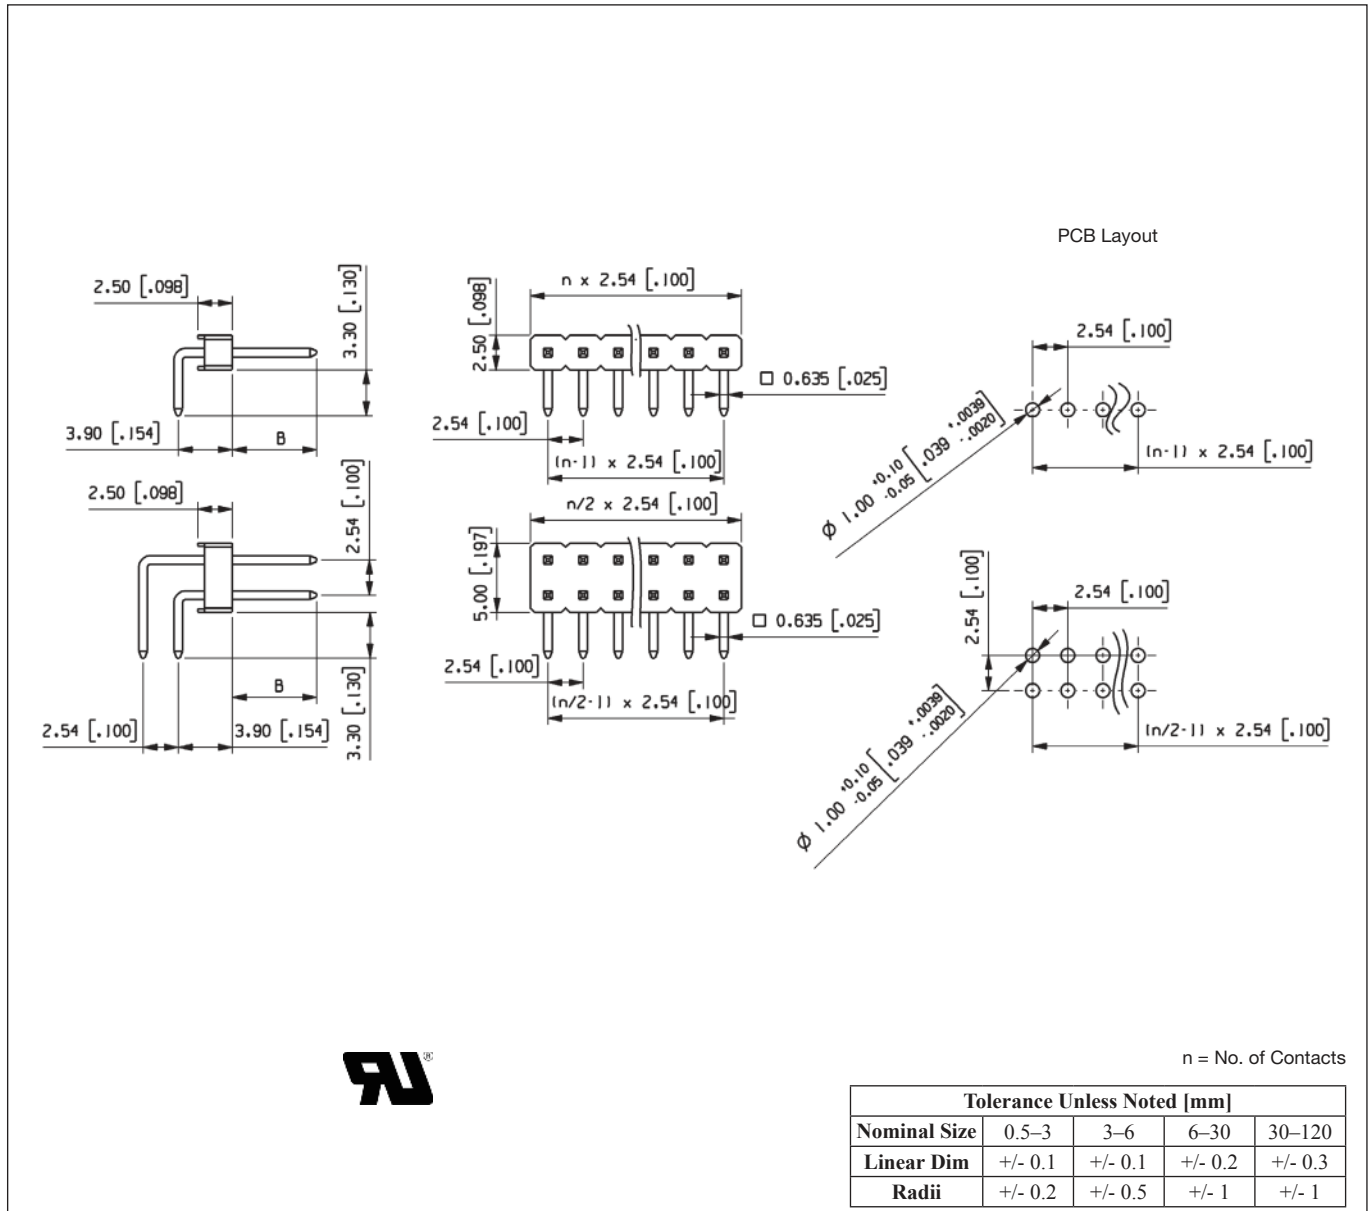 PCB Layout
2.50 [.098]
3.30 [.130]
3.90 [.154]
B
n x 2.54 [.100]
2.50 [.098]
□ 0.635 [.025]
2.54 [.100]
(n-1) x 2.54 [.100]
2.54 [.100]
Ø 1.00 +0.10 -0.05 [.039 +.0039 -.0020]
(n-1) x 2.54 [.100]
2.50 [.098]
2.54 [.100]
B
2.54 [.100]
3.90 [.154]
3.30 [.130]
n/2 x 2.54 [.100]
5.00 [.197]
□ 0.635 [.025]
2.54 [.100]
(n/2-1) x 2.54 [.100]
2.54 [.100]
2.54 [.100]
Ø 1.00 +0.10 -0.05 [.039 +.0039 -.0020]
(n/2-1) x 2.54 [.100]
RU®
n = No. of Contacts
Tolerance Unless Noted [mm]
Nominal Size 0.5–3 3–6 6–30 30–120
Linear Dim +/- 0.1 +/- 0.1 +/- 0.2 +/- 0.3
Radii +/- 0.2 +/- 0.5 +/- 1 +/- 1